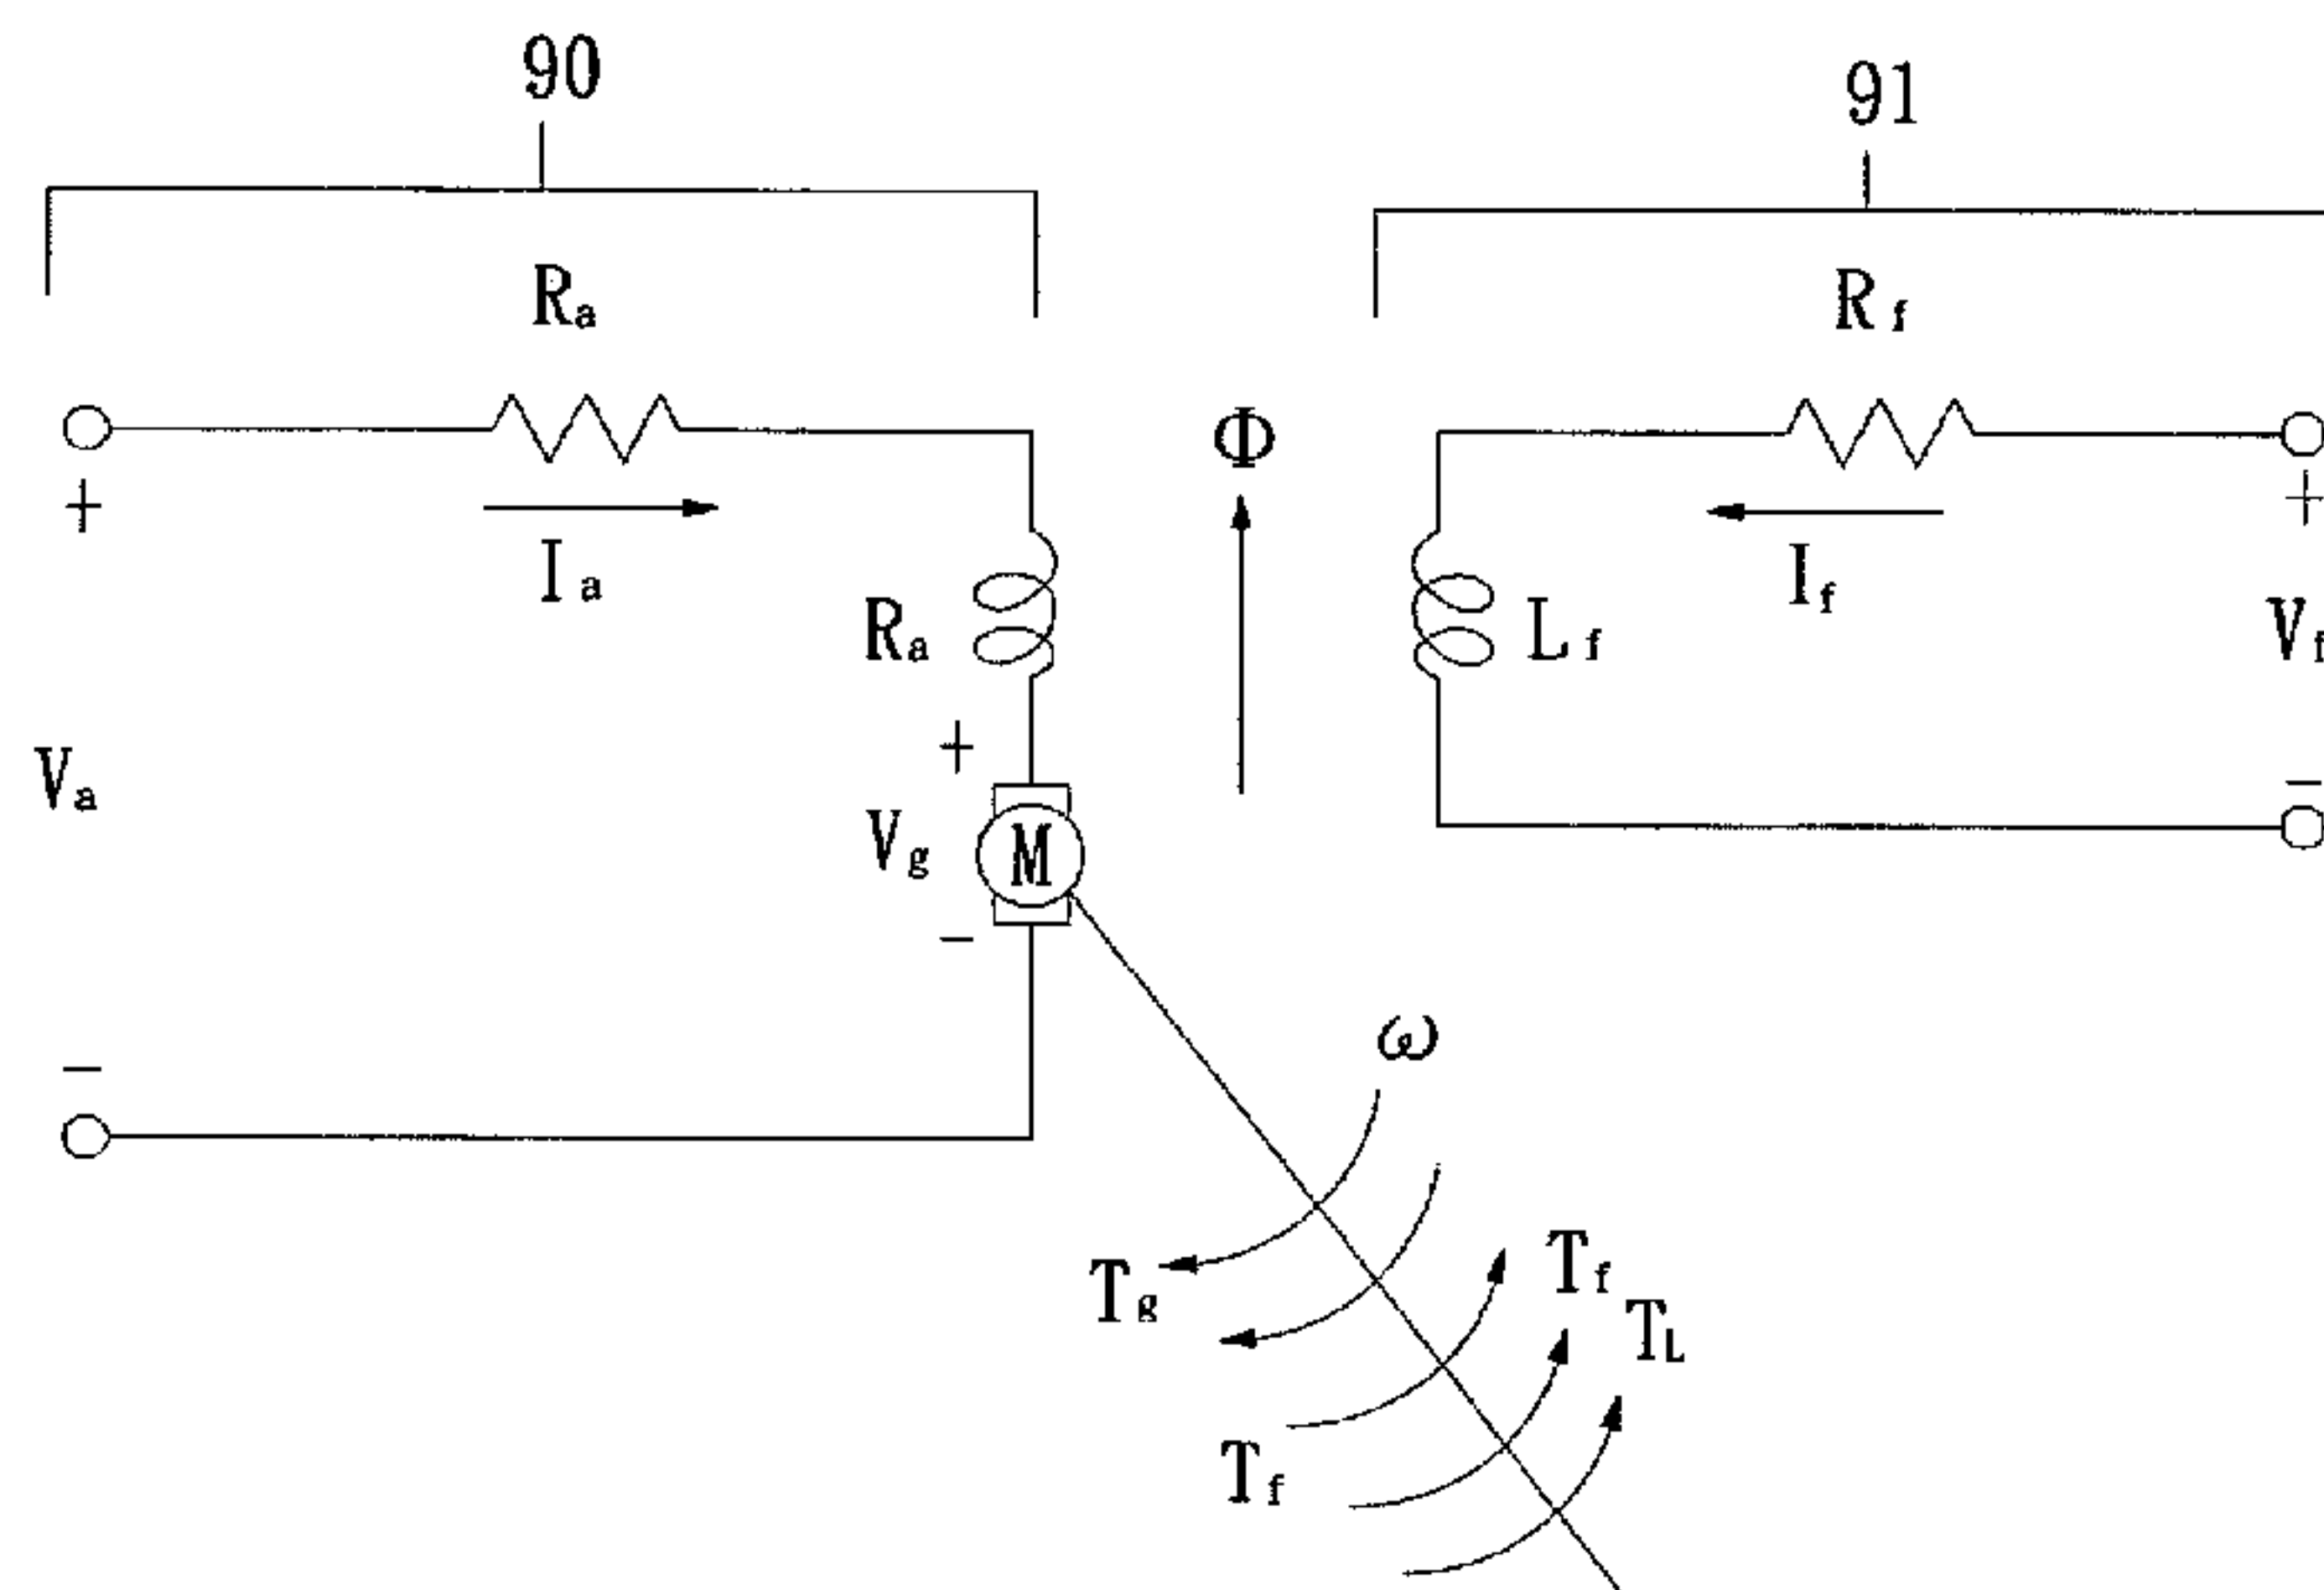 90
91
Ra
Rf
Φ
+
+
Ia
If
Ra
Lf
Vf
+
Va
−
Vg
M
−
ω
−
Tg
Tf
TL
Tf